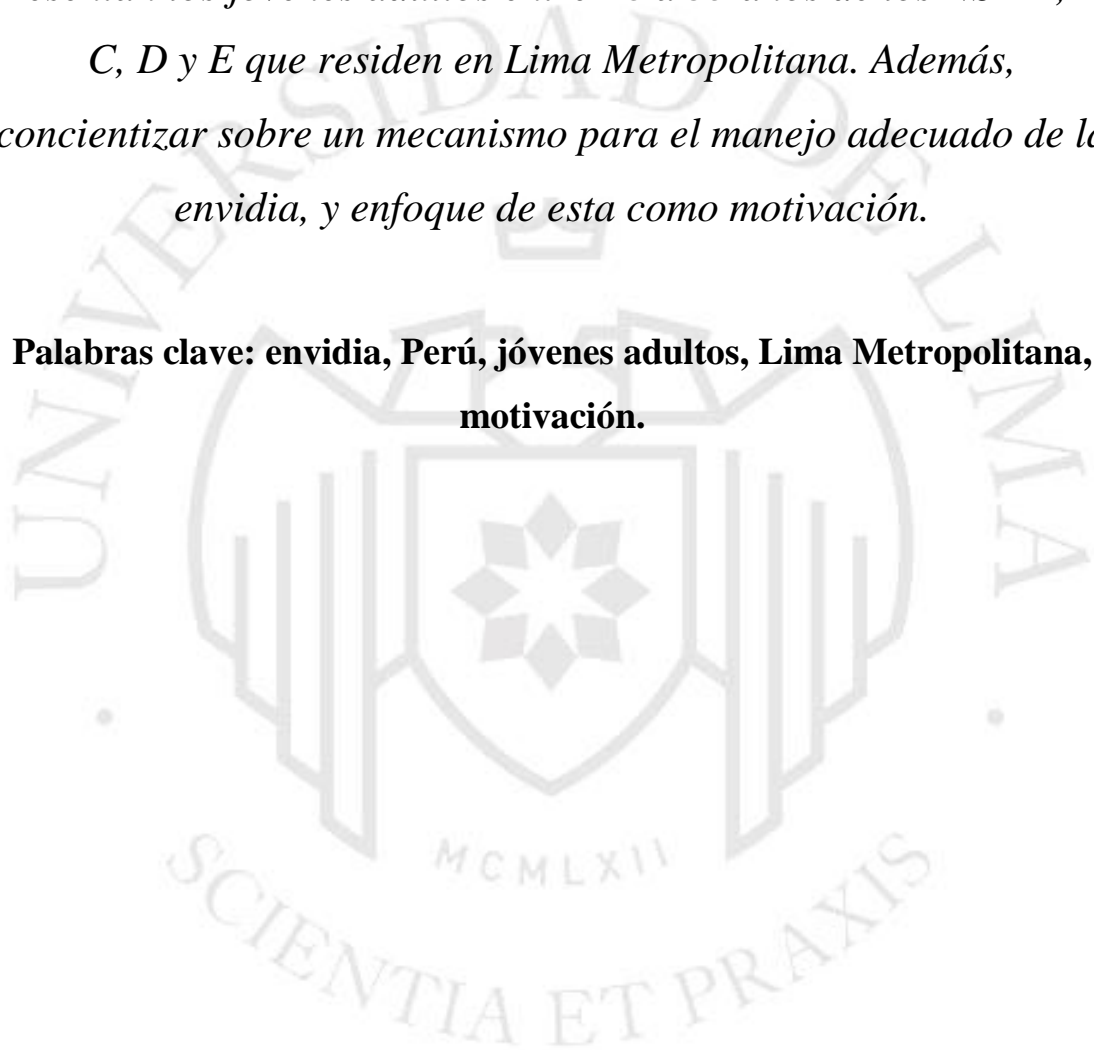 C, D y E que residen en Lima Metropolitana. Además,
concientizar sobre un mecanismo para el manejo adecuado de la
envidia, y enfoque de esta como motivación.
Palabras clave: envidia, Perú, jóvenes adultos, Lima Metropolitana,
motivación.
UNIVERSIDAD DE LIMA
MCMLXII
SCIENTIA ET PRAXIS